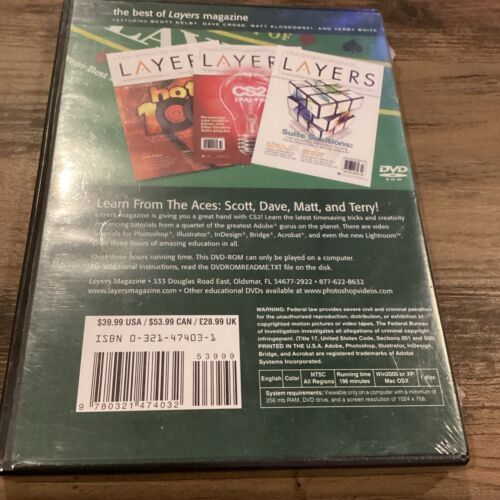 the best of Layers magazine
FEATURING SCOTT KELBY, DAVE CROSS, MATT KLOSKOWSKI, AND TERRY WHITE
OF
Your Best
LAYERS
LAYERS
LAYERS
hot
100
CS2
plug-ins
Suite Solutions:
DVD
ROM
Learn From The Aces: Scott, Dave, Matt, and Terry!
Layers magazine is giving you a great hand with CS2! Learn the latest timesaving tricks and creativity
enhancing tutorials from a quartet of the greatest Adobe® gurus on the planet. There are video
tutorials for Photoshop®, Illustrator®, InDesign®, Bridge®, Acrobat®, and even the new Lightroom™.
Over three hours of amazing education in all.
Over three hours running time. This DVD-ROM can only be played on a computer.
For additional instructions, read the DVDROMREADME.TXT file on the disk.
Layers Magazine • 333 Douglas Road East, Oldsmar, FL 34677-2922 • 877-622-8632
www.layersmagazine.com • Other educational DVDs available at www.photoshopvideos.com
$39.99 USA / $53.99 CAN / £28.99 UK
ISBN 0-321-47403-1
53999
9 780321 474032
WARNING: Federal law provides severe civil and criminal penalties
for the unauthorized reproduction, distribution, or exhibition of
copyrighted motion pictures or video tapes. The Federal Bureau
of Investigation investigates all allegations of criminal copyright
infringement. (Title 17, United States Code, Sections 501 and 506)
PRINTED IN THE U.S.A. Adobe, Photoshop, Illustrator, InDesign,
Bridge, and Acrobat are registered trademarks of Adobe
Systems Incorporated.
English Color NTSC All Regions Running time 196 minutes Win2000 or XP: Mac OSX 1 disc
System requirements: Viewable only on a computer with a minimum of
256 mb RAM, DVD drive, and a screen resolution of 1024 x 768.